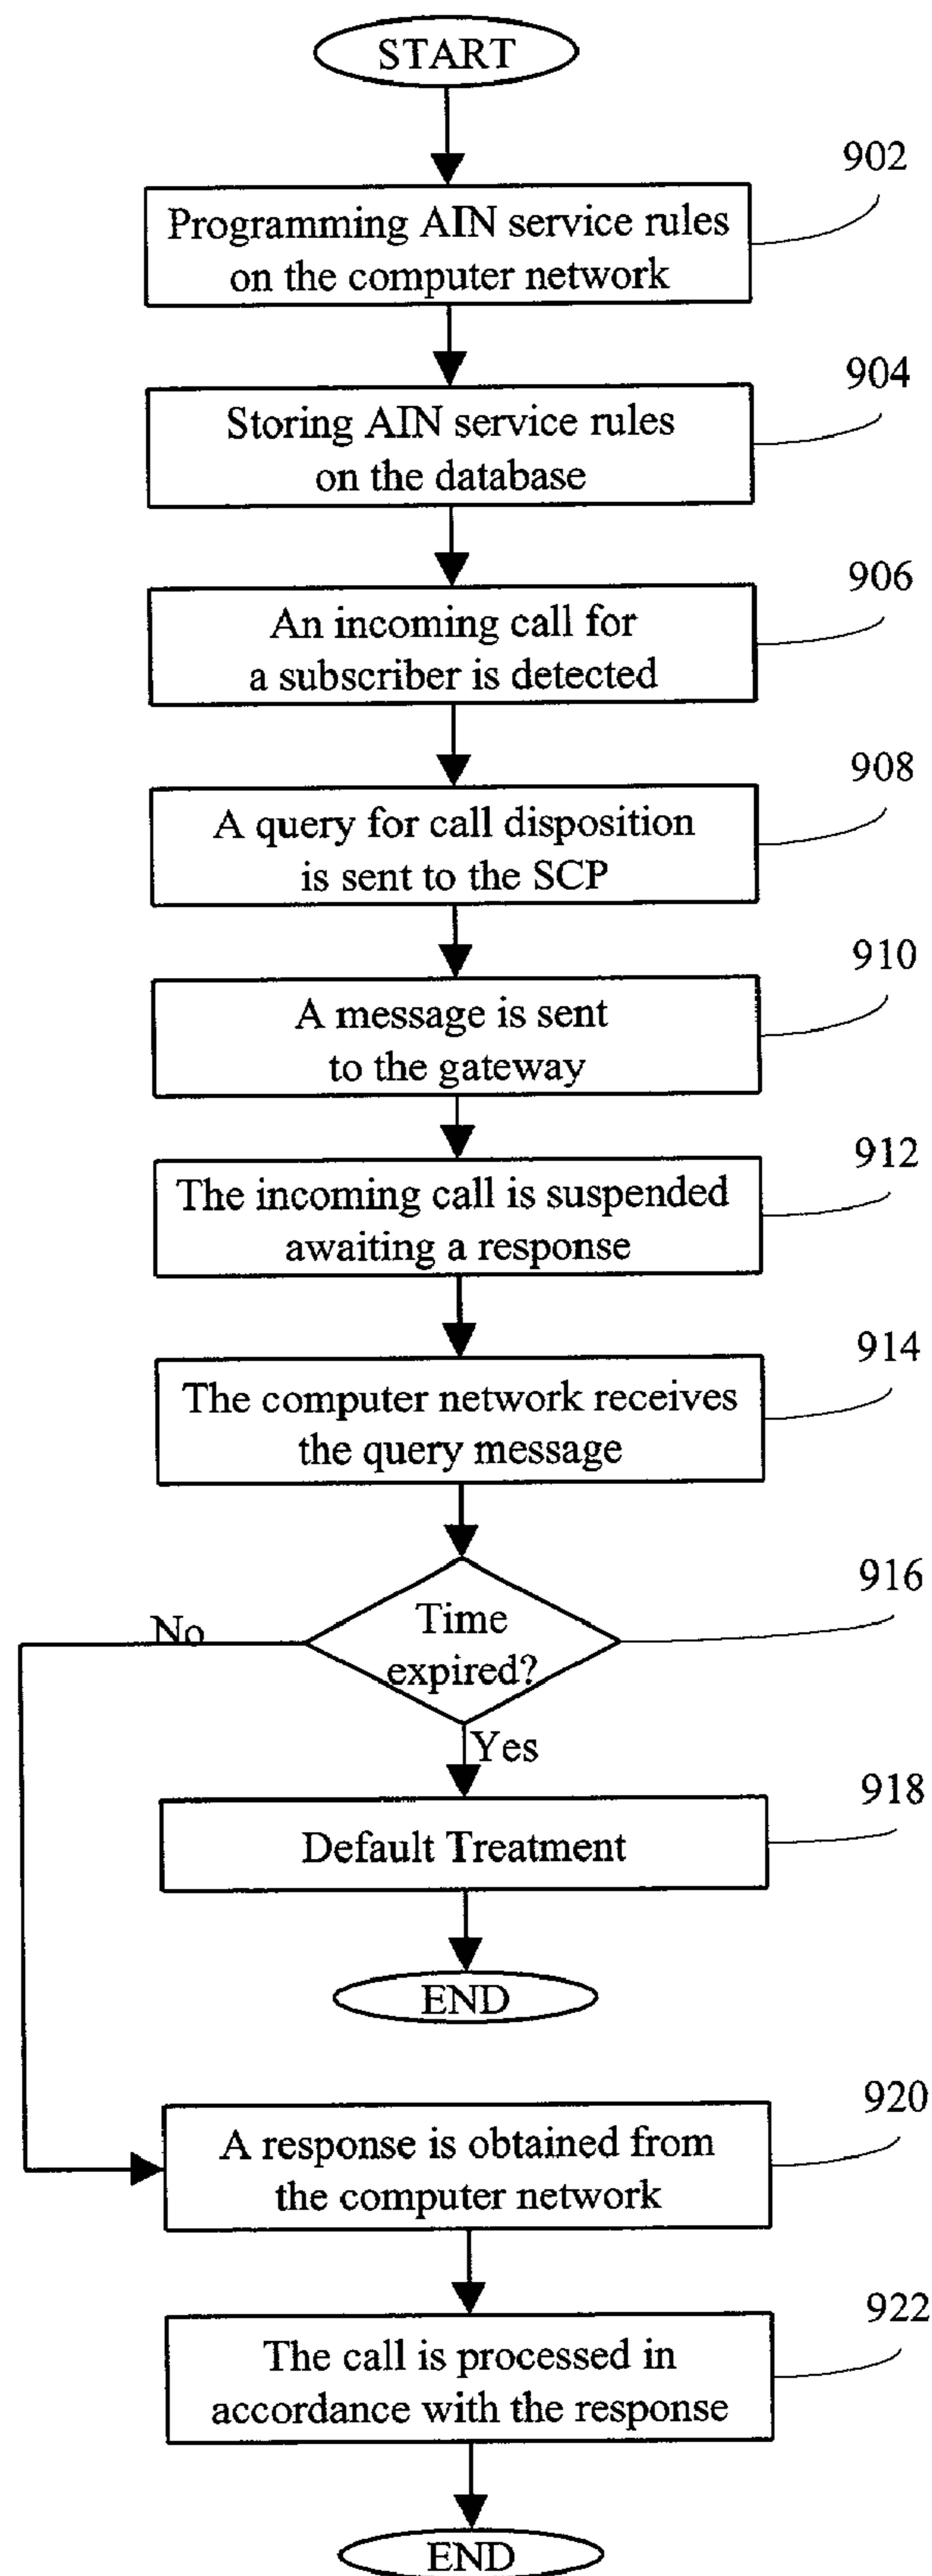 START
902
Programming AIN service rules
on the computer network
904
Storing AIN service rules
on the database
906
An incoming call for
a subscriber is detected
908
A query for call disposition
is sent to the SCP
910
A message is sent
to the gateway
912
The incoming call is suspended
awaiting a response
914
The computer network receives
the query message
916
No
Time
expired?
Yes
918
Default Treatment
END
920
A response is obtained from
the computer network
922
The call is processed in
accordance with the response
END